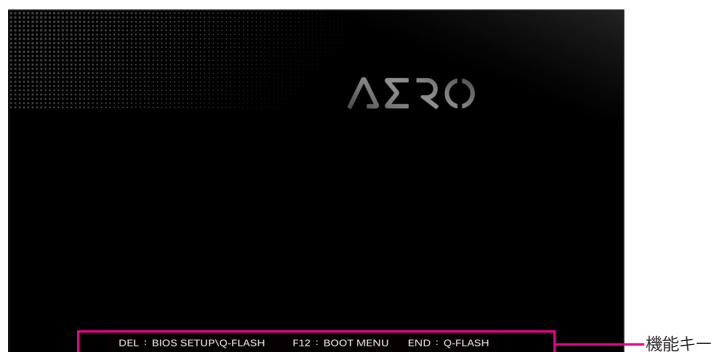 AERO
DEL : BIOS SETUP\Q-FLASH F12 : BOOT MENU END : Q-FLASH
機能キー